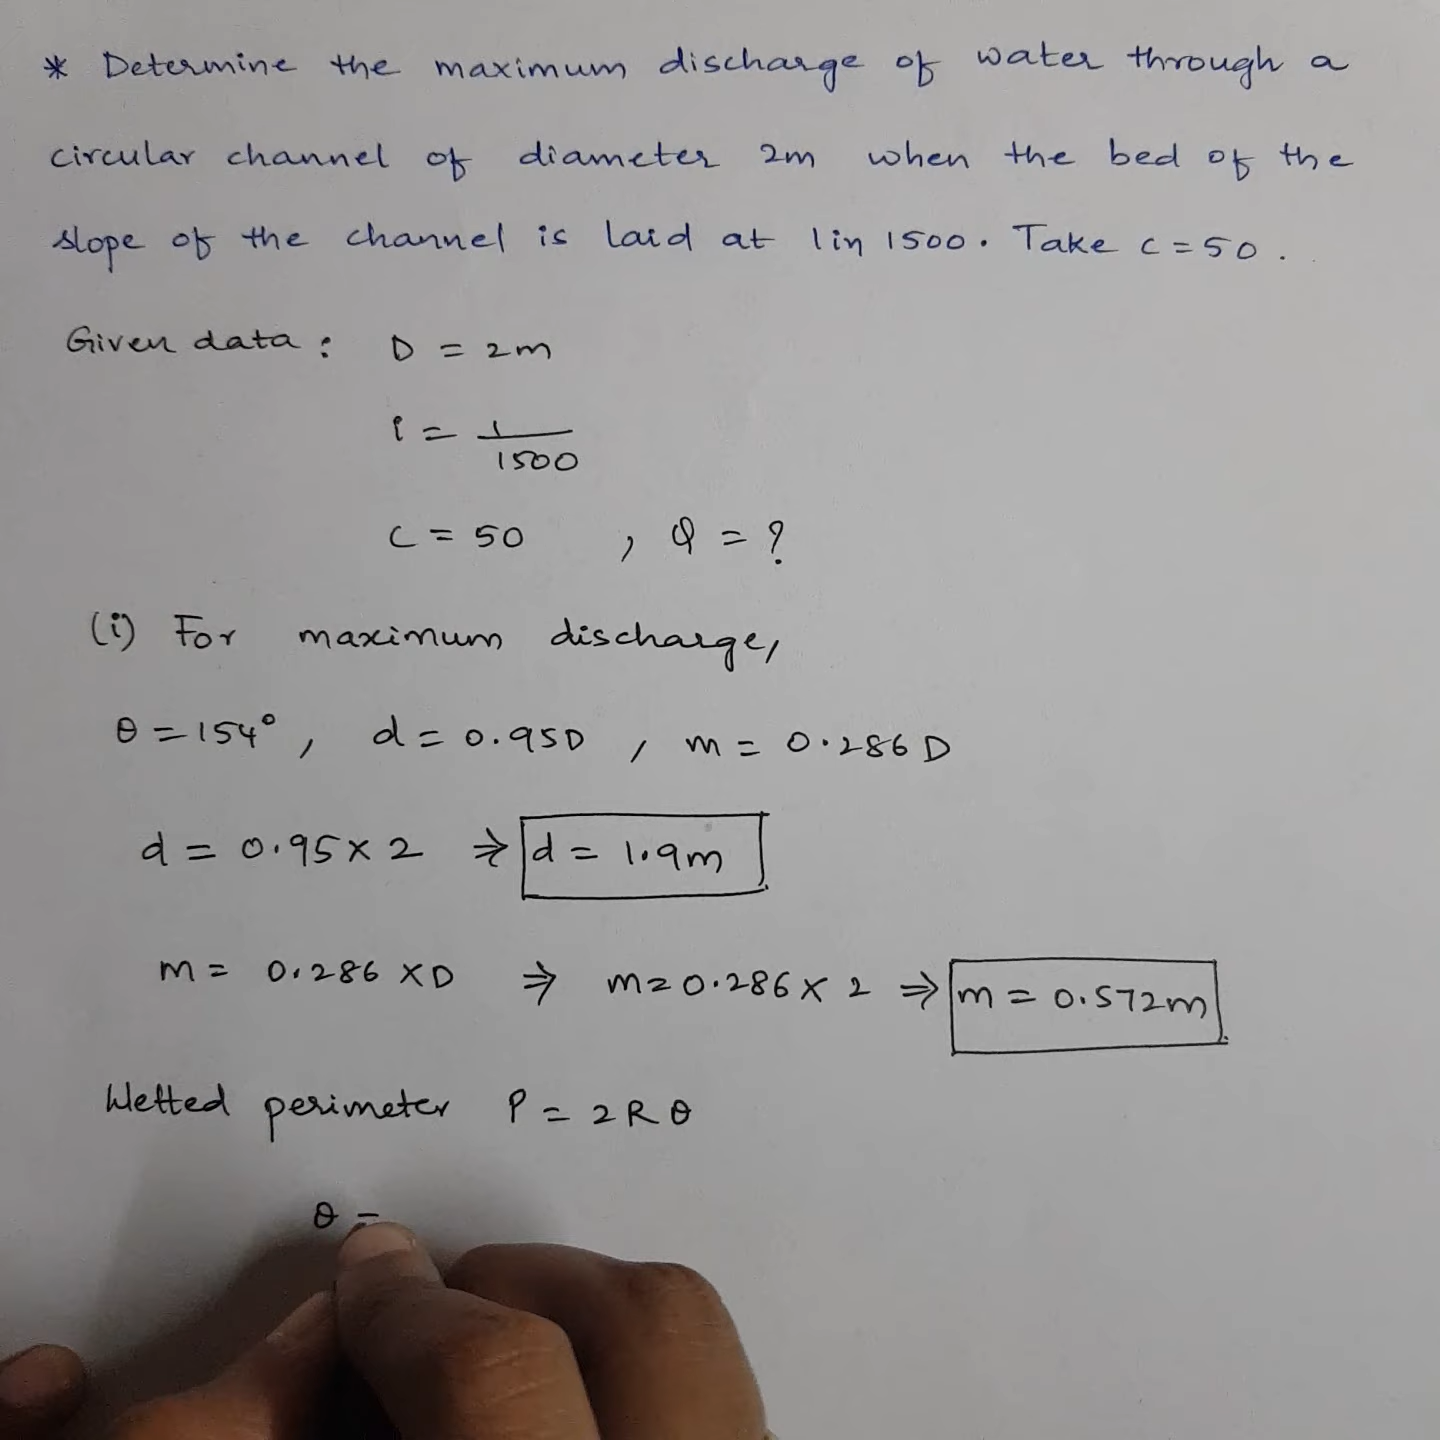 * Determine the maximum discharge of water through a
circular channel of diameter 2m when the bed of the
slope of the channel is laid at 1 in 1500. Take C = 50.
Given data: D = 2m
i = 1/1500
C = 50 , Q = ?
(i) For maximum discharge,
θ = 154° , d = 0.95D , m = 0.286 D
d = 0.95 x 2 ⇒ d = 1.9m
m = 0.286 XD ⇒ m = 0.286 x 2 ⇒ m = 0.572m
Wetted perimeter P = 2Rθ
θ =